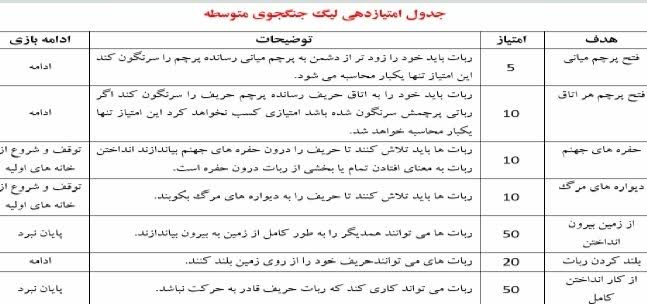 جدول امتیازدهی لیگ جنگجوی متوسطه
هدف امتیاز توضیحات ادامه بازی
فتح پرچم میانی 5 ربات باید خود را زود تر از دشمن به پرچم میانی رسانده پرچم را سرنگون کند ادامه
این امتیاز تنها یکبار محاسبه می شود.
فتح پرچم هر اتاق 10 ربات باید خود را به اتاق حریف رسانده پرچم حریف را سرنگون کند اگر ادامه
رباتی پرچمش سرنگون شده باشد امتیازی کسب نخواهد کرد این امتیاز تنها
یکبار محاسبه خواهد شد.
حفره های جهنم 10 ربات ها باید تلاش کنند تا حریف را درون حفره های جهنم بیاندازند انداختن توقف و شروع از
ربات به معنای افتادن تمام یا بخشی از ربات درون حفره است. خانه های اولیه
دیواره های مرگ 10 ربات ها باید تلاش کنند تا حریف را به دیواره های مرگ بکوبند. توقف و شروع از
خانه های اولیه
از زمین بیرون 50 ربات ها می توانند همدیگر را به طور کامل از زمین به بیرون بیاندازند. پایان نبرد
انداختن
بلند کردن ربات 20 ربات های می توانندحریف خود را از روی زمین بلند کنند. ادامه
از کار انداختن 50 ربات می تواند کاری کند که ربات حریف قادر به حرکت نباشد. پایان نبرد
کامل